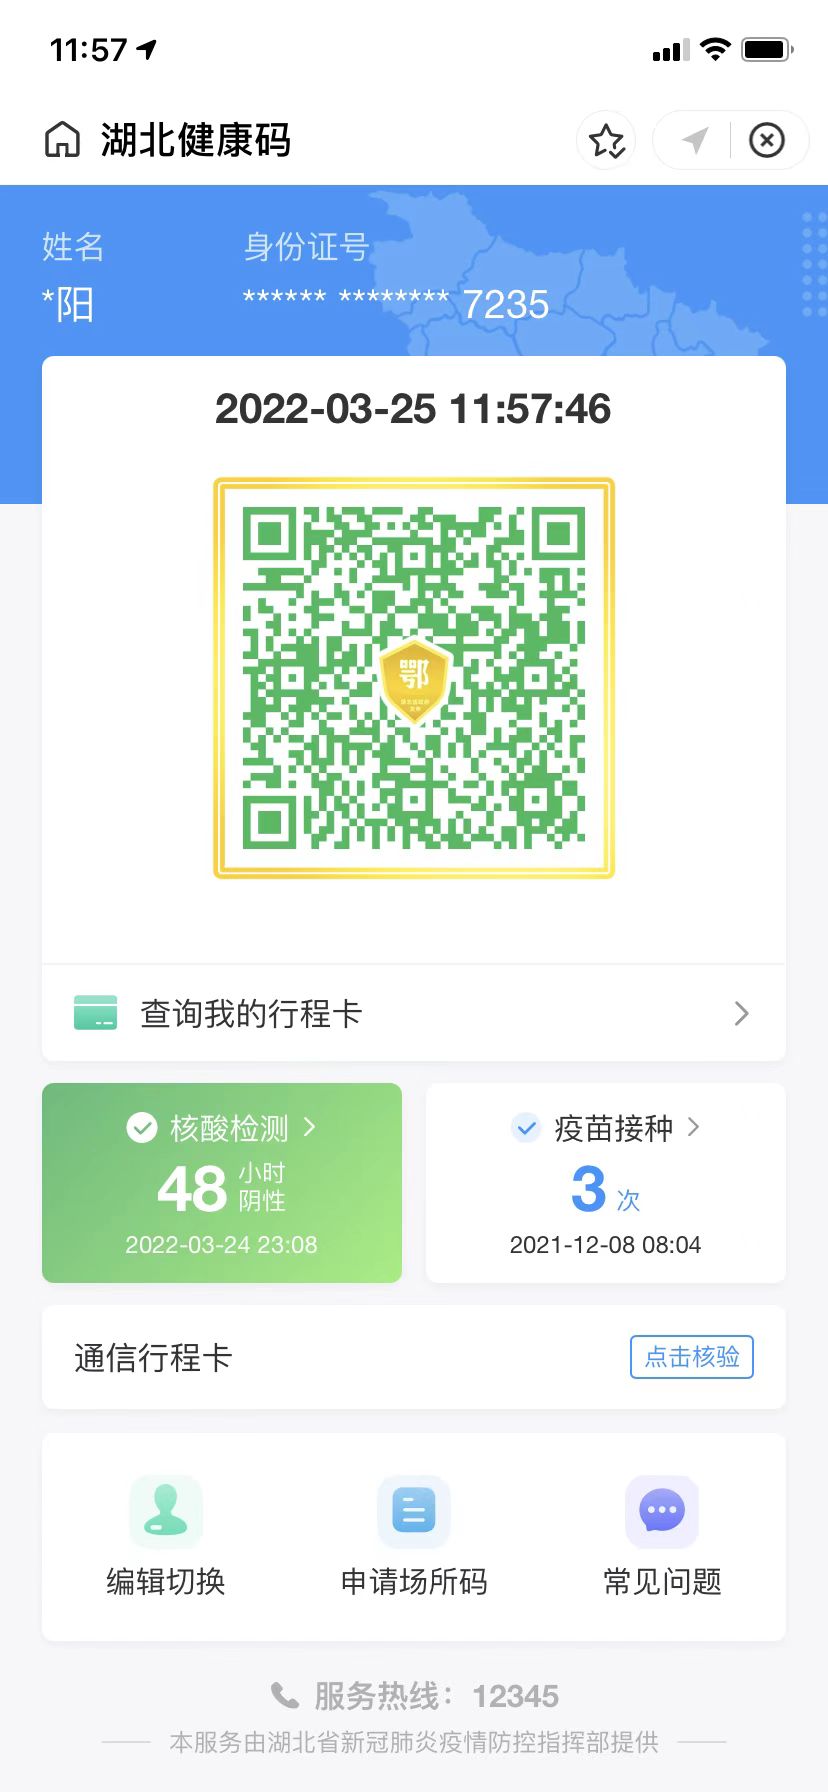 11:57
湖北健康码
姓名 身份证号
*阳 ****** ******** 7235
2022-03-25 11:57:46
鄂
查询我的行程卡
核酸检测
48 小时
阴性
2022-03-24 23:08
疫苗接种
3 次
2021-12-08 08:04
通信行程卡 点击核验
编辑切换 申请场所码 常见问题
服务热线：12345
本服务由湖北省新冠肺炎疫情防控指挥部提供